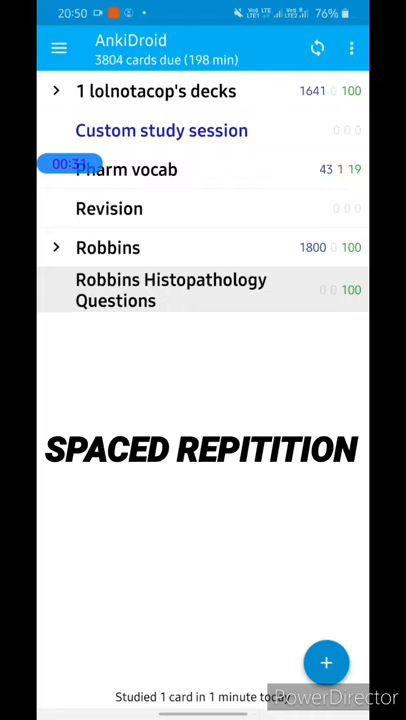 20:50 76%
AnkiDroid
3804 cards due (198 min)
1 lolnotacop's decks 1641 0 100
Custom study session 0 0 0
00:31
Pharm vocab 43 1 19
Revision 0 0 0
Robbins 1800 0 100
Robbins Histopathology
Questions 0 0 100
SPACED REPITITION
+
Studied 1 card in 1 minute today
PowerDirector